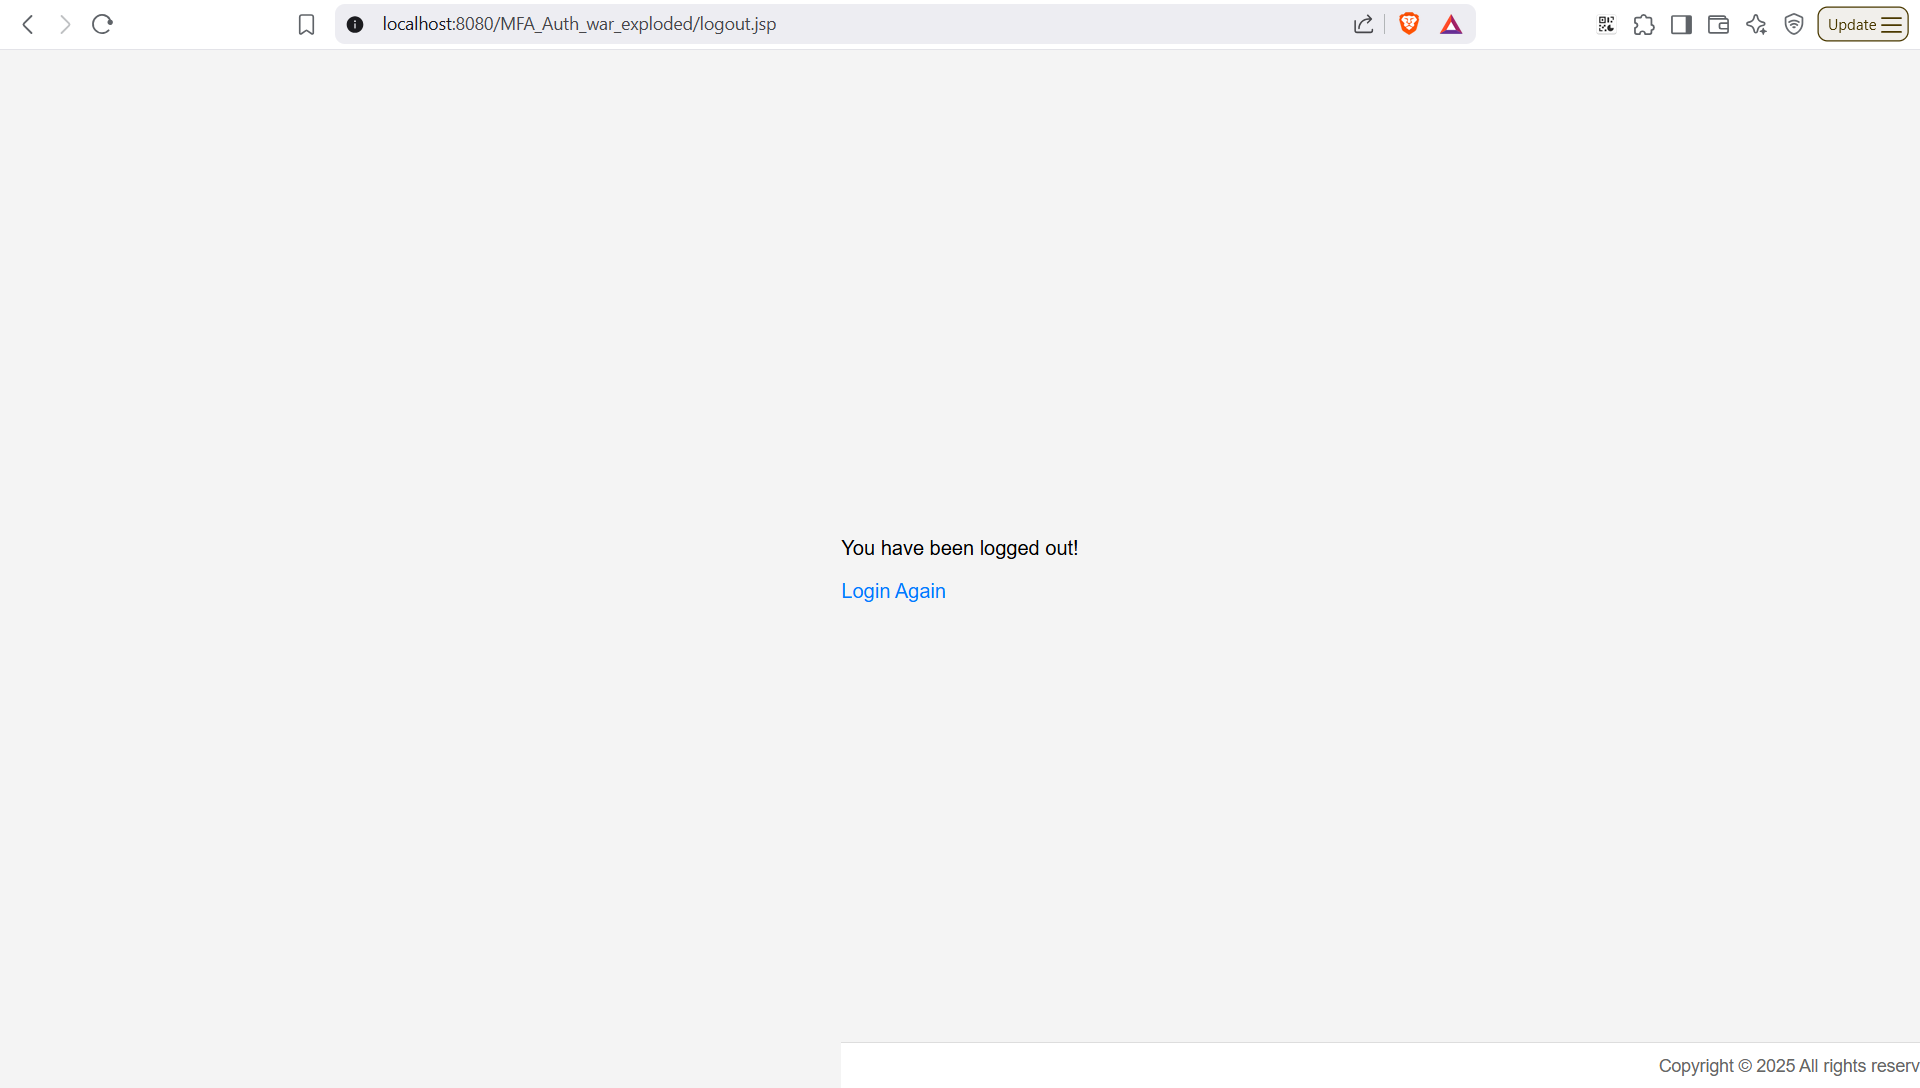 localhost:8080/MFA_Auth_war_exploded/logout.jsp
Update
You have been logged out!
Login Again
Copyright © 2025 All rights reserv